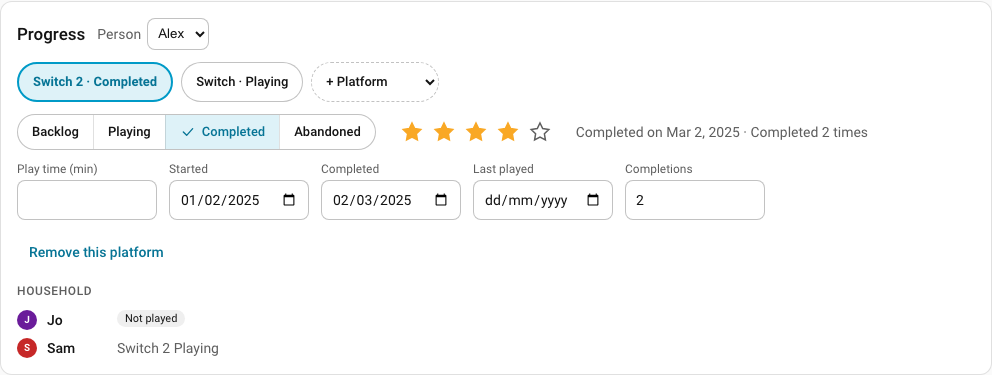 Progress Person Alex
Switch 2 · Completed Switch · Playing + Platform
Backlog Playing Completed Abandoned Completed on Mar 2, 2025 · Completed 2 times
Play time (min) Started Completed Last played Completions
01/02/2025 02/03/2025 dd/mm/yyyy 2
Remove this platform
HOUSEHOLD
J Jo Not played
S Sam Switch 2 Playing